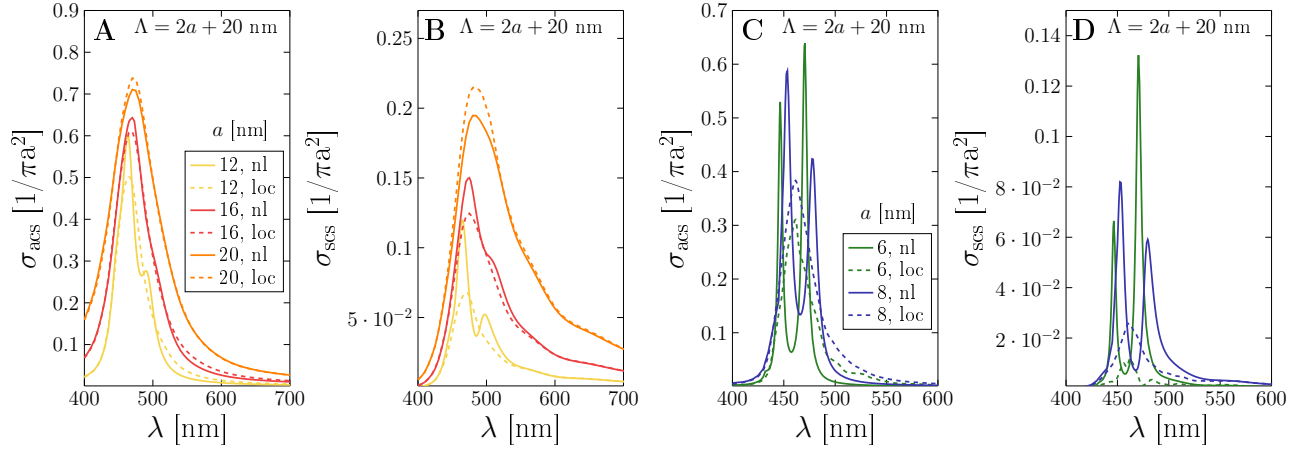 A Λ = 2a + 20 nm
σacs [1/πa²]
0.9
0.8
0.7
0.6
0.5
0.4
0.3
0.2
0.1
a [nm]
12, nl
12, loc
16, nl
16, loc
20, nl
20, loc
400 500 600 700
λ [nm]
B Λ = 2a + 20 nm
σscs [1/πa²]
0.25
0.2
0.15
0.1
5 · 10⁻²
400 500 600 700
λ [nm]
C Λ = 2a + 20 nm
σacs [1/πa²]
0.7
0.6
0.5
0.4
0.3
0.2
0.1
a [nm]
6, nl
6, loc
8, nl
8, loc
400 450 500 550 600
λ [nm]
D Λ = 2a + 20 nm
σscs [1/πa²]
0.14
0.12
0.1
8 · 10⁻²
6 · 10⁻²
4 · 10⁻²
2 · 10⁻²
400 450 500 550 600
λ [nm]